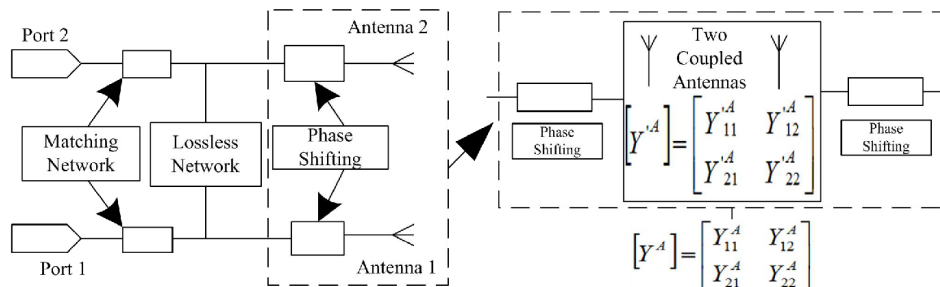 Port 2
Antenna 2
Matching
Network
Lossless
Network
Phase
Shifting
Port 1
Antenna 1
Two
Coupled
Antennas
Phase
Shifting
[Y'^A]=[Y'^A_11 Y'^A_12
Y'^A_21 Y'^A_22]
Phase
Shifting
[Y^A]=[Y^A_11 Y^A_12
Y^A_21 Y^A_22]